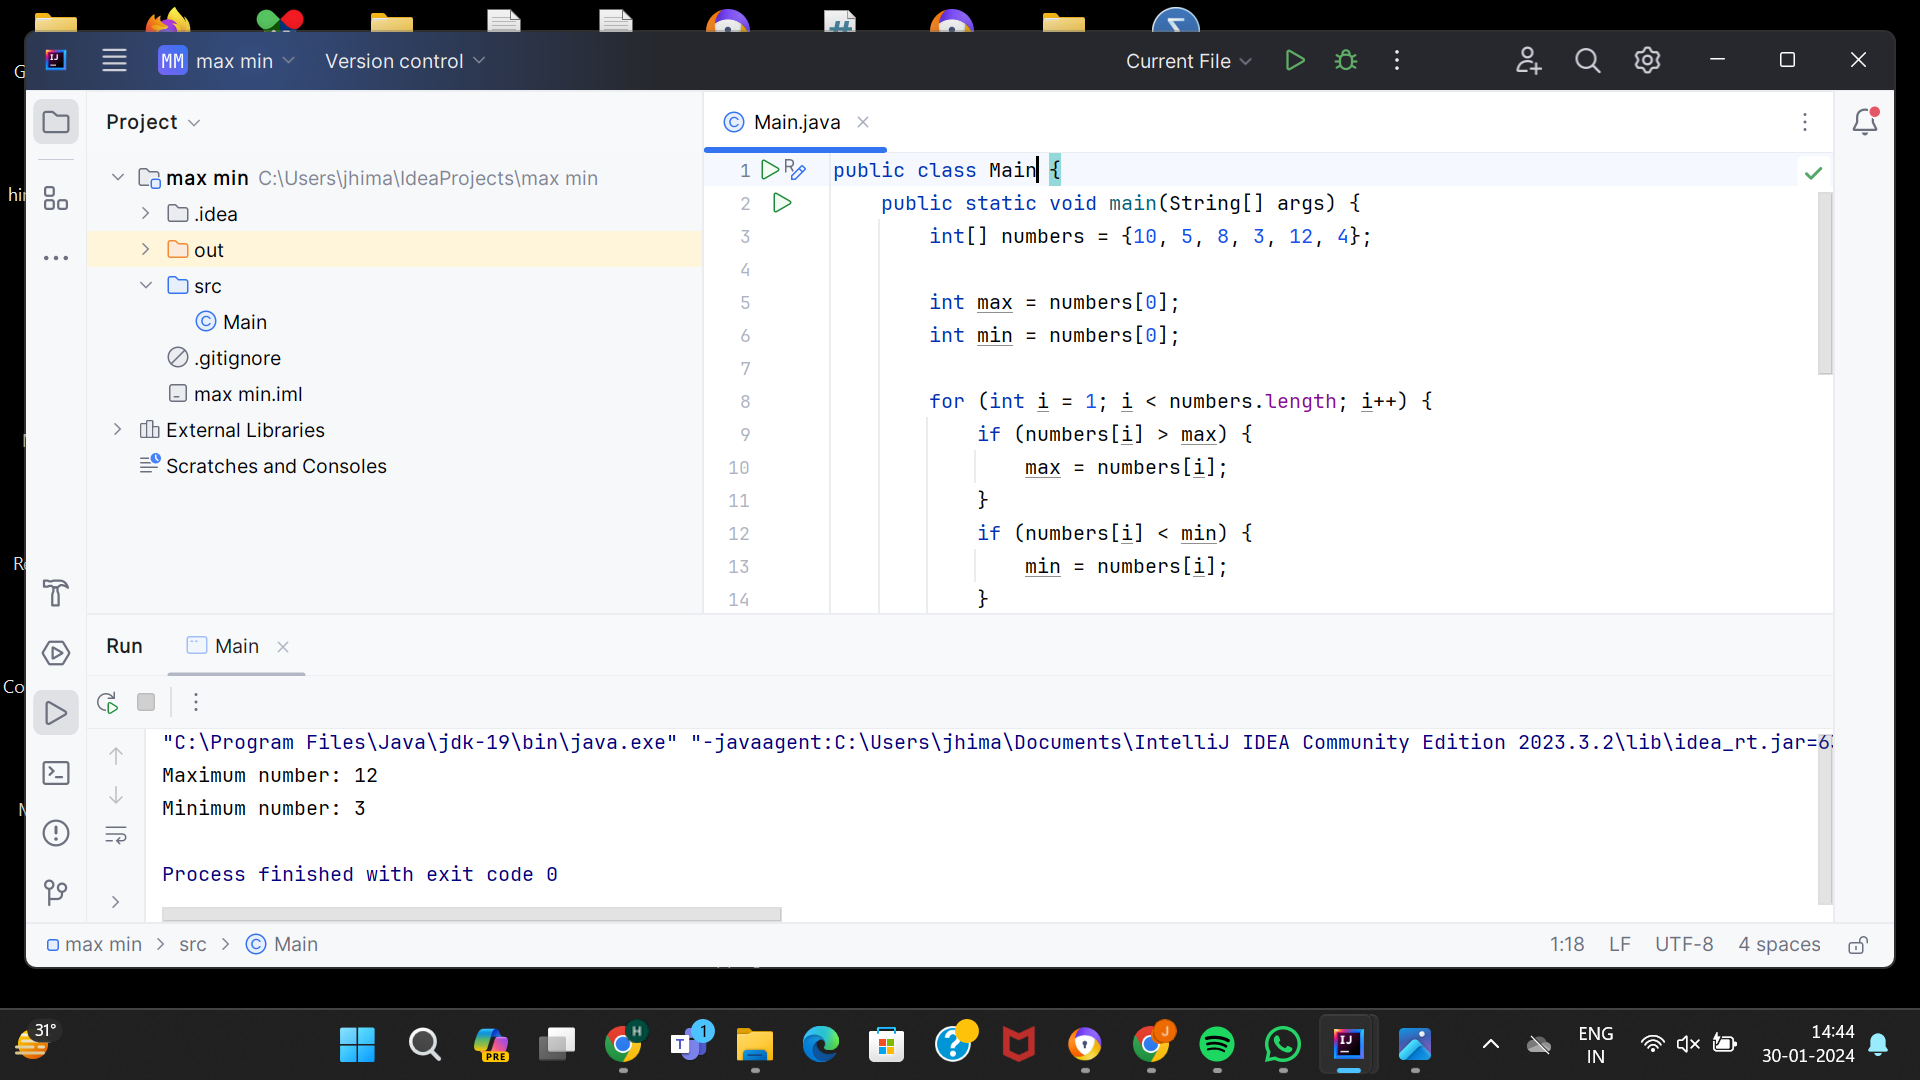 MM max min
Version control
Current File
Project
Main.java
max min C:\Users\jhima\IdeaProjects\max min
.idea
out
src
Main
.gitignore
max min.iml
External Libraries
Scratches and Consoles
1 public class Main {
2 public static void main(String[] args) {
3 int[] numbers = {10, 5, 8, 3, 12, 4};
4
5 int max = numbers[0];
6 int min = numbers[0];
7
8 for (int i = 1; i < numbers.length; i++) {
9 if (numbers[i] > max) {
10 max = numbers[i];
11 }
12 if (numbers[i] < min) {
13 min = numbers[i];
14 }
Run Main
"C:\Program Files\Java\jdk-19\bin\java.exe" "-javaagent:C:\Users\jhima\Documents\IntelliJ IDEA Community Edition 2023.3.2\lib\idea_rt.jar=6
Maximum number: 12
Minimum number: 3
Process finished with exit code 0
max min > src > Main
1:18 LF UTF-8 4 spaces
31°
PRE
H
1
J
ENG
IN
14:44
30-01-2024